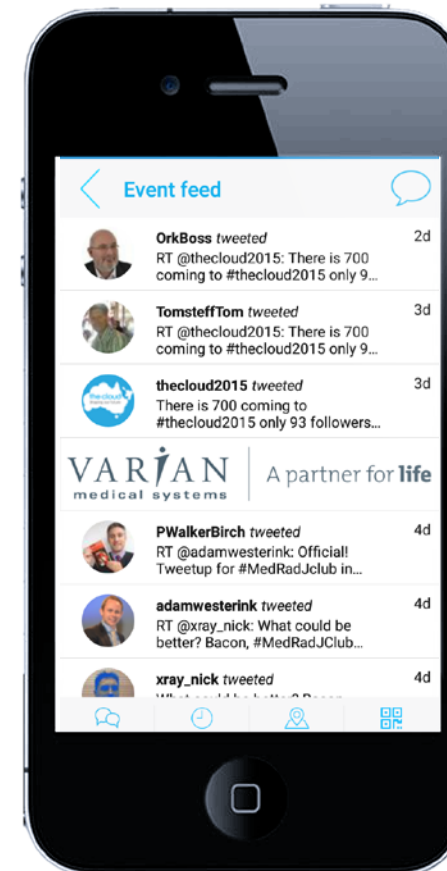 Event feed
OrkBoss tweeted 2d
RT @thecloud2015: There is 700
coming to #thecloud2015 only 9...
TomsteffTom tweeted 3d
RT @thecloud2015: There is 700
coming to #thecloud2015 only 9...
thecloud2015 tweeted 3d
There is 700 coming to
#thecloud2015 only 93 followers...
VARIAN
medical systems
A partner for life
PWalkerBirch tweeted 4d
RT @adamwesterink: Official!
Tweetup for #MedRadJclub in...
adamwesterink tweeted 4d
RT @xray_nick: What could be
better? Bacon, #MedRadJClub...
xray_nick tweeted 4d